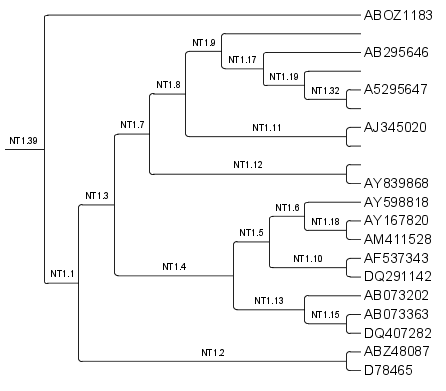 ABOZ1183
NT1.9
NT1.17
AB295646
NT1.19
NT1.8
NT1.32
A5295647
NT1.7
NT1.11
AJ345020
NT1.39
NT1.12
AY839868
NT1.3
NT1.6
AY598818
NT1.18
AY167820
NT1.5
AM411528
NT1.10
AF537343
NT1.4
DQ291142
NT1.1
AB073202
NT1.13
NT1.15
AB073363
DQ407282
NT1.2
ABZ48087
D78465